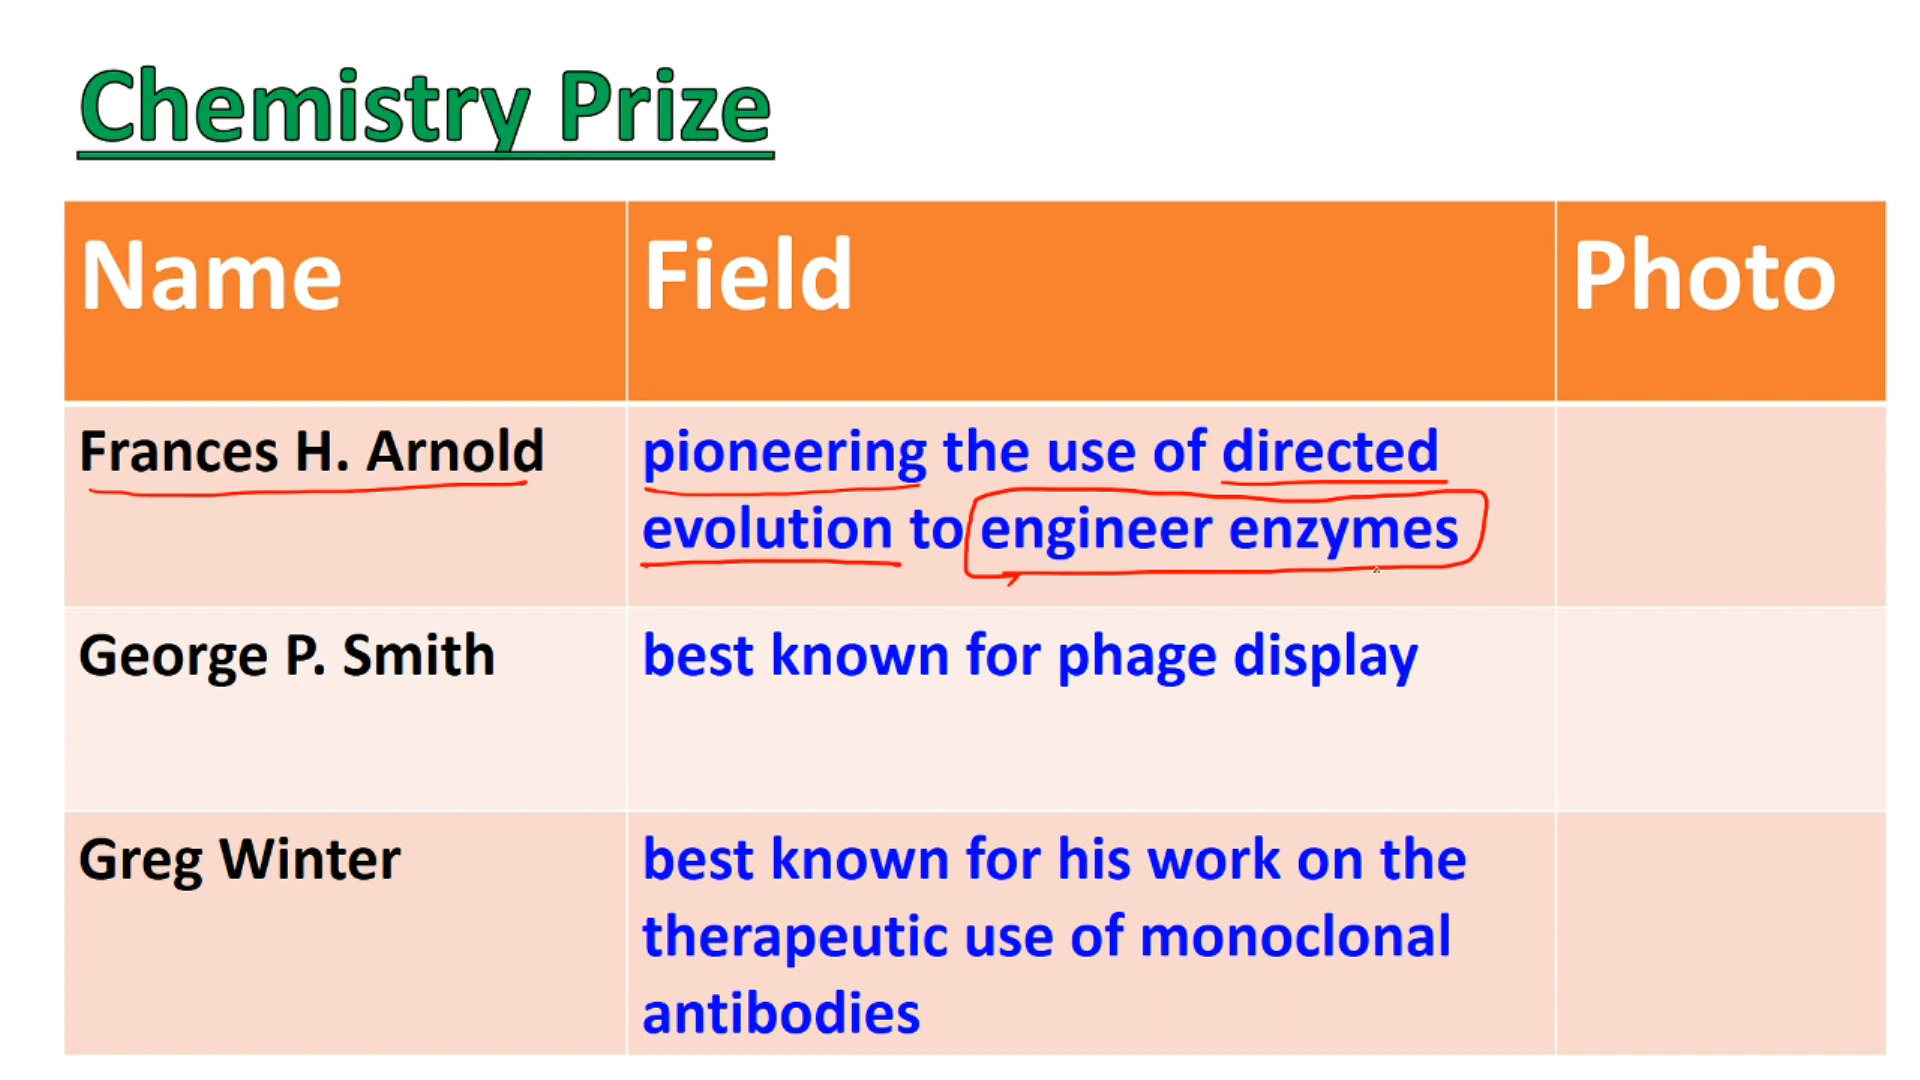 Chemistry Prize
Name Field Photo
Frances H. Arnold pioneering the use of directed
evolution to engineer enzymes
George P. Smith best known for phage display
Greg Winter best known for his work on the
therapeutic use of monoclonal
antibodies